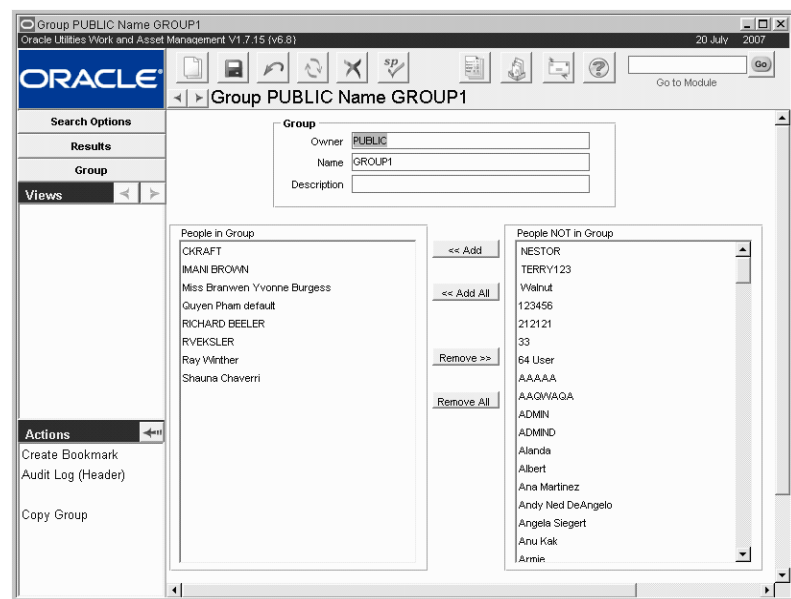 Group PUBLIC Name GROUP1
Oracle Utilities Work and Asset Management V1.7.15 (v6.8) 20 July 2007
ORACLE
sp
Go
Go to Module
Group PUBLIC Name GROUP1
Search Options
Results
Group
Views
Group
Owner PUBLIC
Name GROUP1
Description
People in Group
CKRAFT
IMANI BROWN
Miss Branwen Yvonne Burgess
Quyen Pham default
RICHARD BEELER
RVEKSLER
Ray Winther
Shauna Chaverri
<< Add
<< Add All
Remove >>
Remove All
People NOT in Group
NESTOR
TERRY123
Walnut
123456
212121
33
64 User
AAAAA
AAQWAQA
ADMIN
ADMIND
Alanda
Albert
Ana Martinez
Andy Ned DeAngelo
Angela Siegert
Anu Kak
Armie
Actions
Create Bookmark
Audit Log (Header)
Copy Group